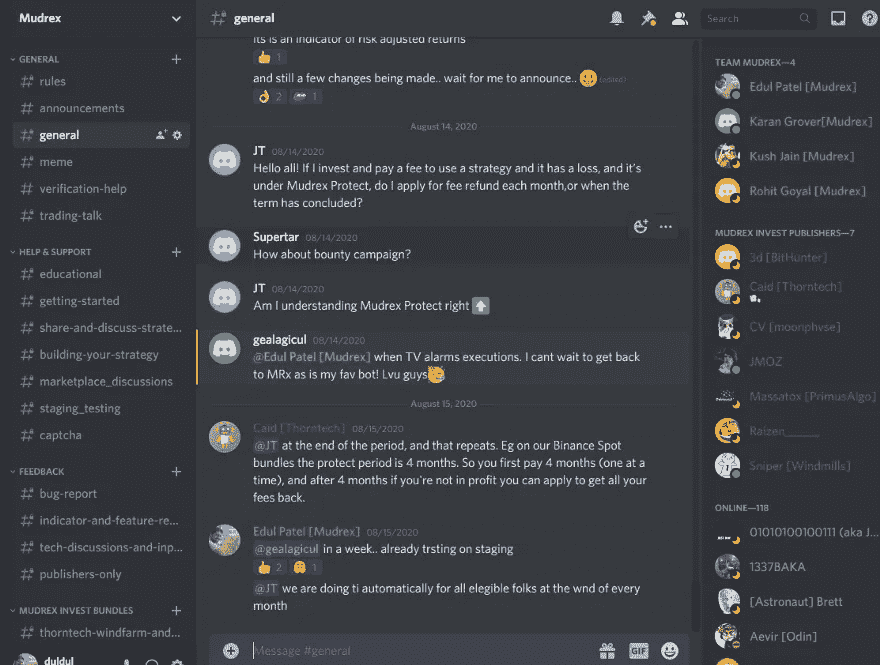 Mudrex
general
Search
GENERAL
rules
announcements
general
meme
verification-help
trading-talk
HELP & SUPPORT
educational
getting-started
share-and-discuss-strate...
building-your-strategy
marketplace_discussions
staging_testing
captcha
FEEDBACK
bug-report
indicator-and-feature-re...
tech-discussions-and-inp...
publishers-only
MUDREX INVEST BUNDLES
thorntech-windfarm-and...
duldul
its is an indicator of risk adjusted returns
👍 1
and still a few changes being made.. wait for me to announce.. (edited)
👌 2 1
August 14, 2020
JT 08/14/2020
Hello all! If I invest and pay a fee to use a strategy and it has a loss, and it's
under Mudrex Protect, do I apply for fee refund each month,or when the
term has concluded?
Supertar 08/14/2020
How about bounty campaign?
JT 08/14/2020
Am I understanding Mudrex Protect right ⬆
gealagicul 08/14/2020
@Edul Patel [Mudrex] when TV alarms executions. I cant wait to get back
to MRx as is my fav bot! Lvu guys
August 15, 2020
Caid [Thorntech] 08/15/2020
@JT at the end of the period, and that repeats. Eg on our Binance Spot
bundles the protect period is 4 months. So you first pay 4 months (one at a
time), and after 4 months if you're not in profit you can apply to get all your
fees back.
Edul Patel [Mudrex] 08/15/2020
@gealagicul in a week.. already trsting on staging
👍 2 1
@JT we are doing ti automatically for all elegible folks at the wnd of every
month
Message #general
GIF
TEAM MUDREX—4
Edul Patel [Mudrex]
Karan Grover[Mudrex]
Kush Jain [Mudrex]
Rohit Goyal [Mudrex]
MUDREX INVEST PUBLISHERS—7
3d [BitHunter]
Caid [Thorntech]
CV [moonphvse]
JMOZ
Massatox [PrimusAlgo]
Raizen_____
Sniper [Windmills]
ONLINE—118
01010100100111 (aka J...
1337BAKA
[Astronaut] Brett
Aevir [Odin]